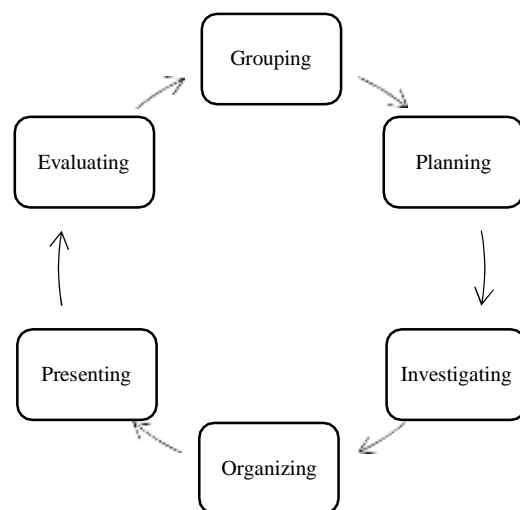 Grouping
Planning
Investigating
Organizing
Presenting
Evaluating